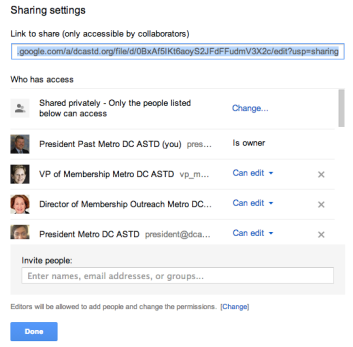 Sharing settings
Link to share (only accessible by collaborators)
.google.com/a/dcastd.org/file/d/0BxAf5IKt6aoyS2JFdFFudmV3X2c/edit?usp=sharing
Who has access
Shared privately - Only the people listed below can access Change...
President Past Metro DC ASTD (you) pres... Is owner
VP of Membership Metro DC ASTD vp_m... Can edit
Director of Membership Outreach Metro DC... Can edit
President Metro DC ASTD president@dca... Can edit
Invite people:
Enter names, email addresses, or groups...
Editors will be allowed to add people and change the permissions. [Change]
Done